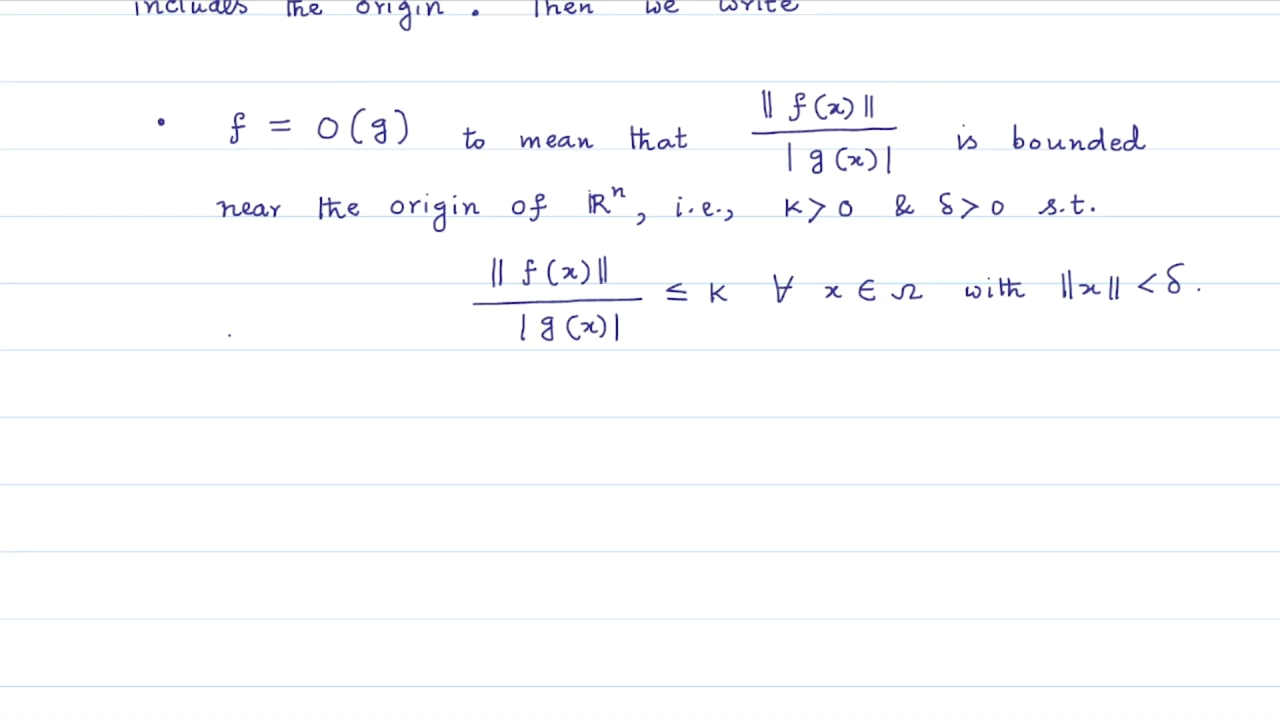 includes the origin. Then we write
• f = O(g) to mean that ‖f(x)‖ / |g(x)| is bounded
near the origin of ℝⁿ, i.e., K > 0 & δ > 0 s.t.
‖f(x)‖ / |g(x)| ≤ K ∀ x ∈ Ω with ‖x‖ < δ.